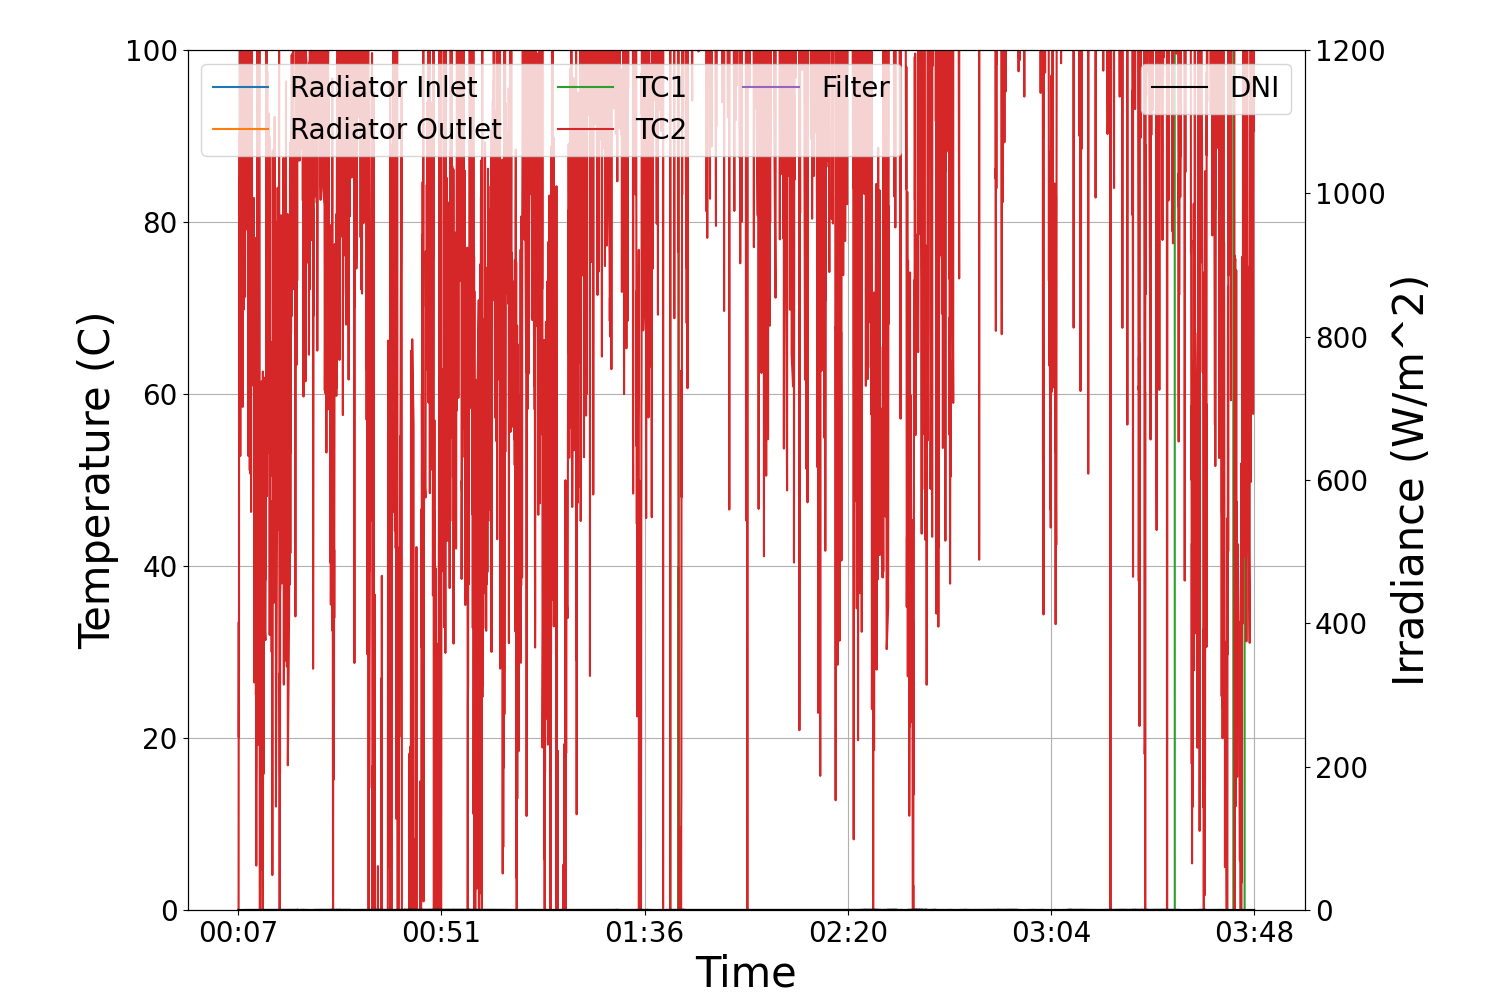 100
80
60
40
20
0
Temperature (C)
Radiator Inlet
Radiator Outlet
TC1
TC2
Filter
DNI
1200
1000
800
600
400
200
0
Irradiance (W/m^2)
00:07
00:51
01:36
02:20
03:04
03:48
Time